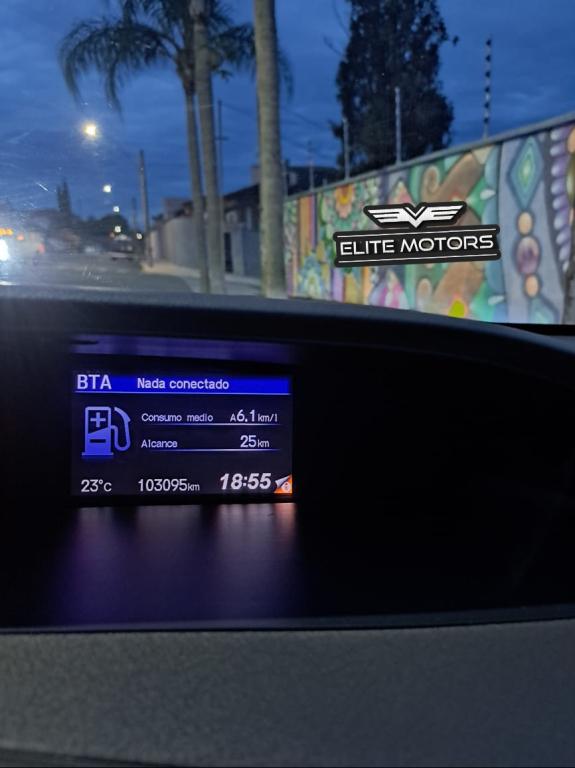 ELITE MOTORS
BTA Nada conectado
Consumo medio A6.1 km/l
Alcance 25km
23°c 103095km 18:55